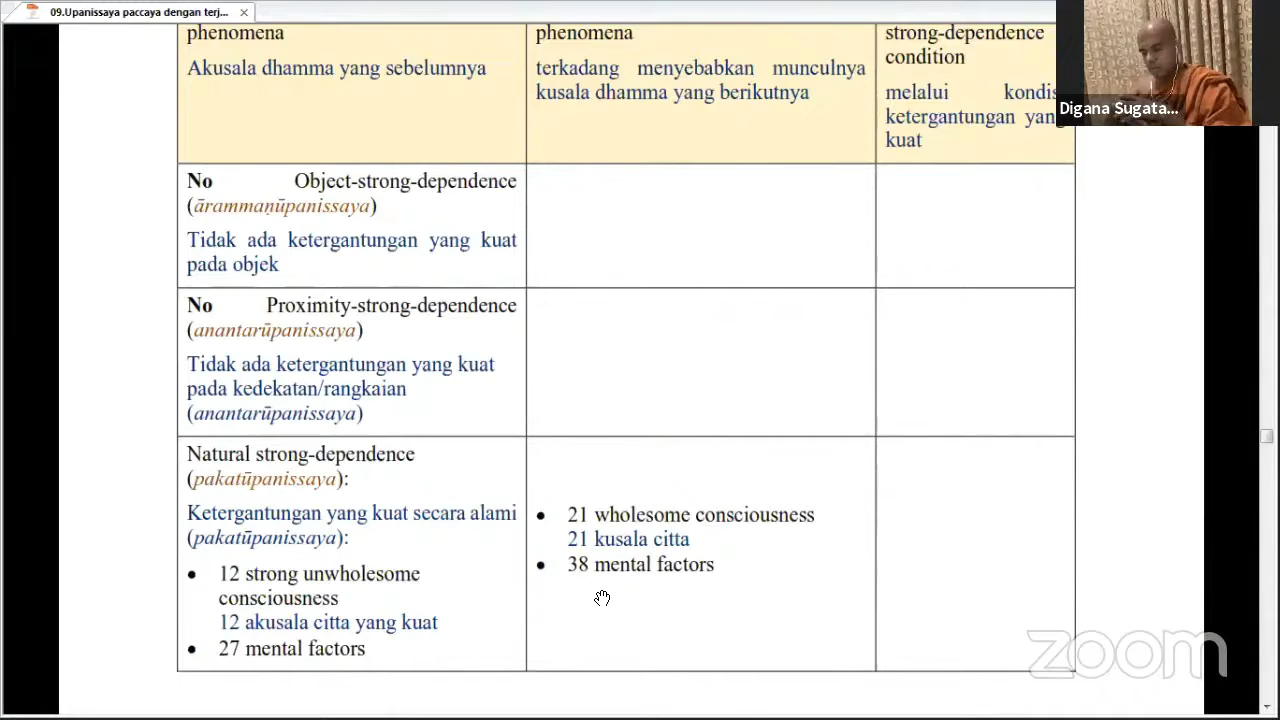 09.Upanissaya paccaya dengan terj...
phenomena
Akusala dhamma yang sebelumnya
phenomena
terkadang menyebabkan munculnya
kusala dhamma yang berikutnya
strong-dependence
condition
melalui kondis
ketergantungan yang
kuat
Digana Sugata...
No Object-strong-dependence
(ārammaṇūpanissaya)
Tidak ada ketergantungan yang kuat
pada objek
No Proximity-strong-dependence
(anantarūpanissaya)
Tidak ada ketergantungan yang kuat
pada kedekatan/rangkaian
(anantarūpanissaya)
Natural strong-dependence
(pakatūpanissaya):
Ketergantungan yang kuat secara alami
(pakatūpanissaya):
• 12 strong unwholesome
consciousness
12 akusala citta yang kuat
• 27 mental factors
• 21 wholesome consciousness
21 kusala citta
• 38 mental factors
zoom